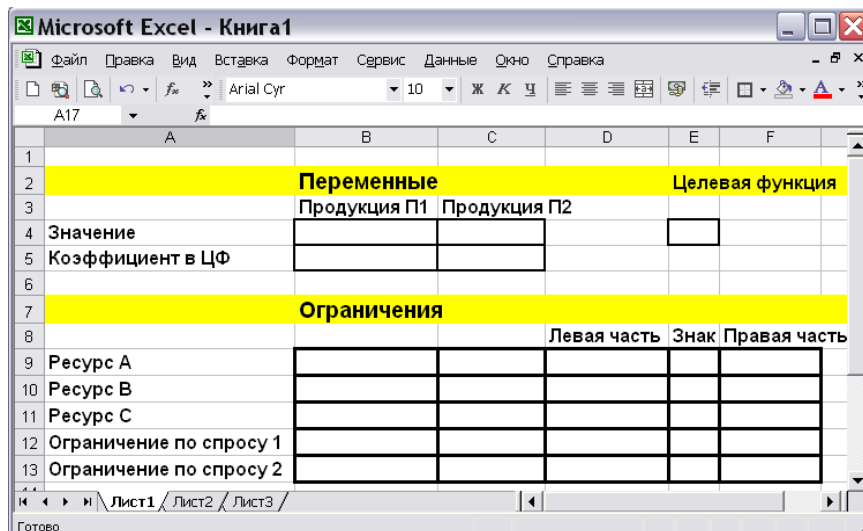 Microsoft Excel - Книга1
Файл Правка Вид Вставка Формат Сервис Данные Окно Справка
Arial Cyr 10 Ж К Ч
A17 fx
A B C D E F
1
2 Переменные Целевая функция
3 Продукция П1 Продукция П2
4 Значение
5 Коэффициент в ЦФ
6
7 Ограничения
8 Левая часть Знак Правая часть
9 Ресурс А
10 Ресурс В
11 Ресурс С
12 Ограничение по спросу 1
13 Ограничение по спросу 2
Лист1 Лист2 Лист3
Готово